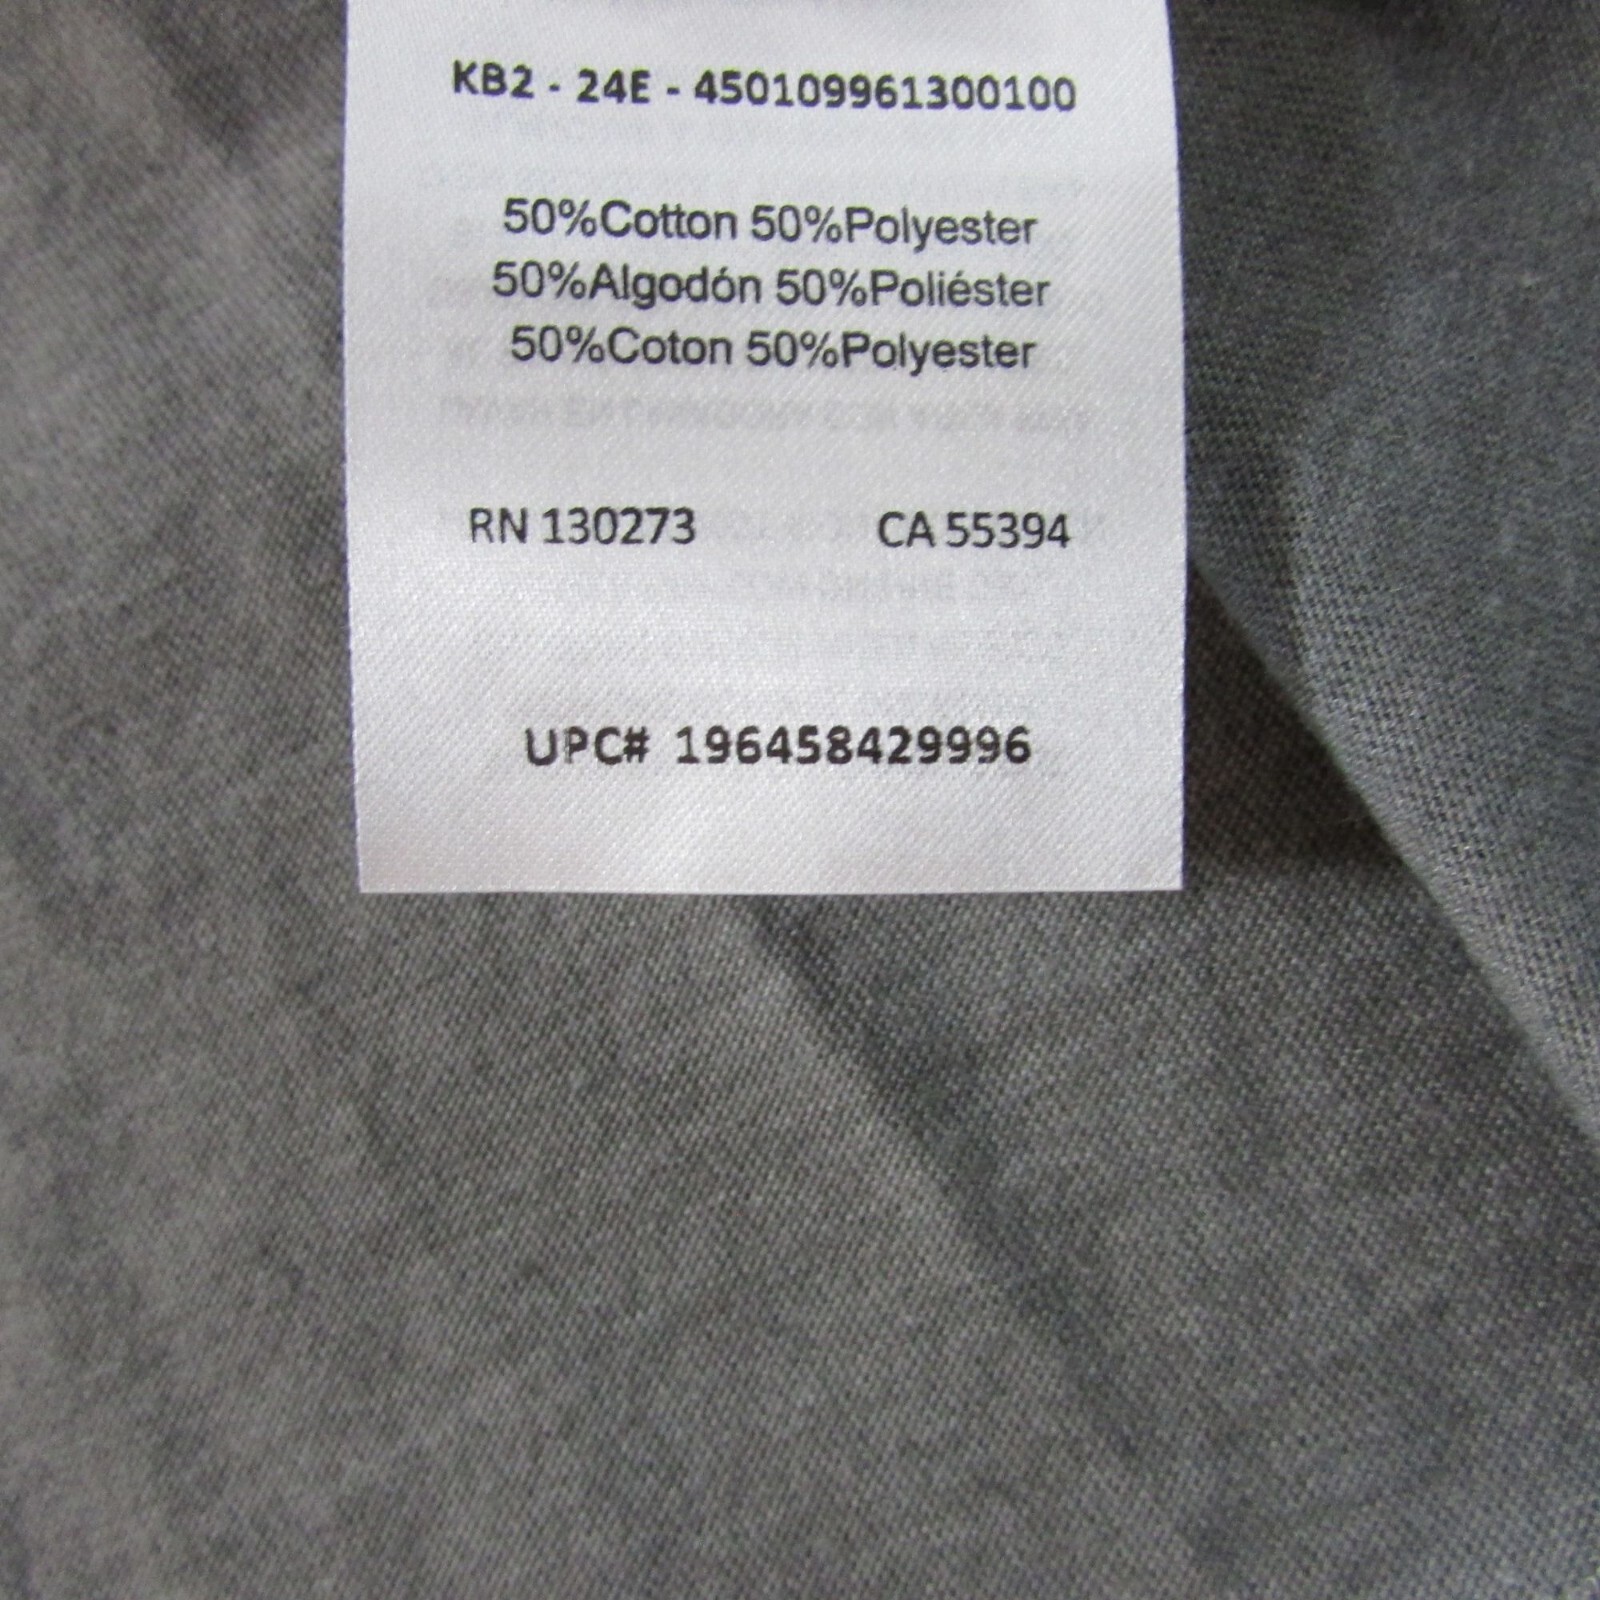 KB2 - 24E - 450109961300100
50%Cotton 50%Polyester
50%Algodón 50%Poliéster
50%Coton 50%Polyester
RN 130273 CA 55394
UPC# 196458429996